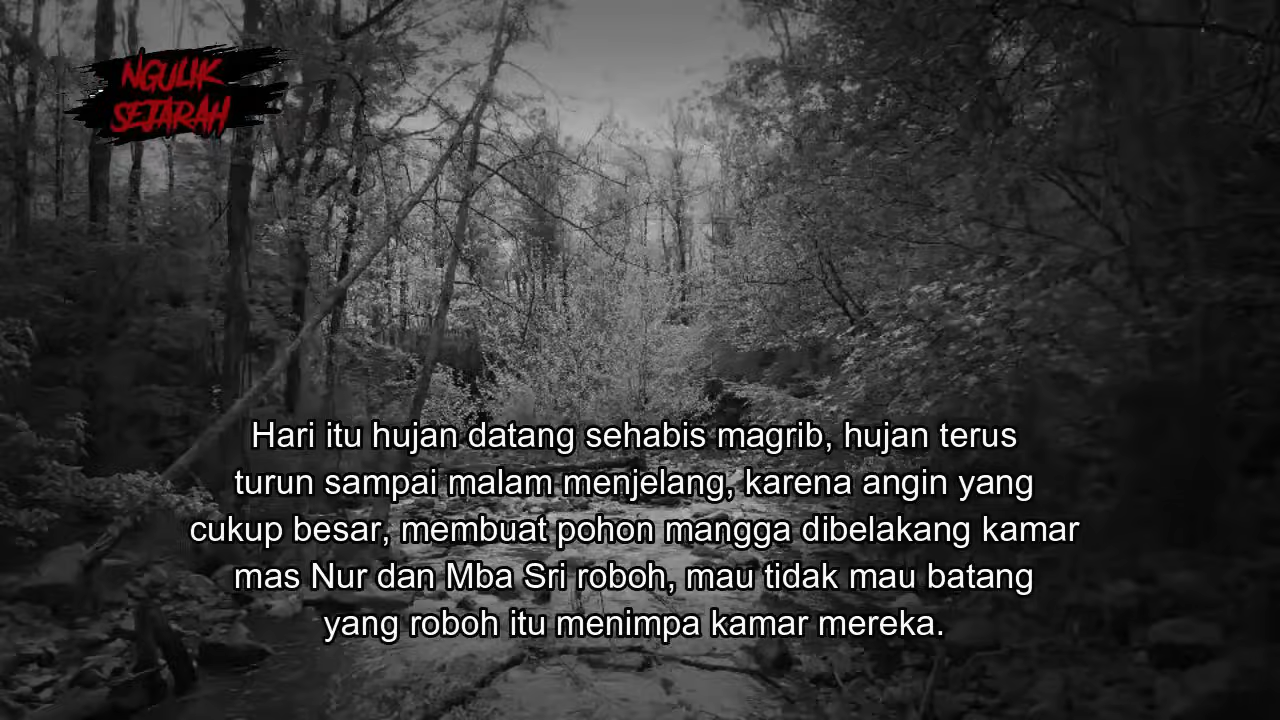 NGULIK
SEJARAH
Hari itu hujan datang sehabis magrib, hujan terus
turun sampai malam menjelang, karena angin yang
cukup besar, membuat pohon mangga dibelakang kamar
mas Nur dan Mba Sri roboh, mau tidak mau batang
yang roboh itu menimpa kamar mereka.